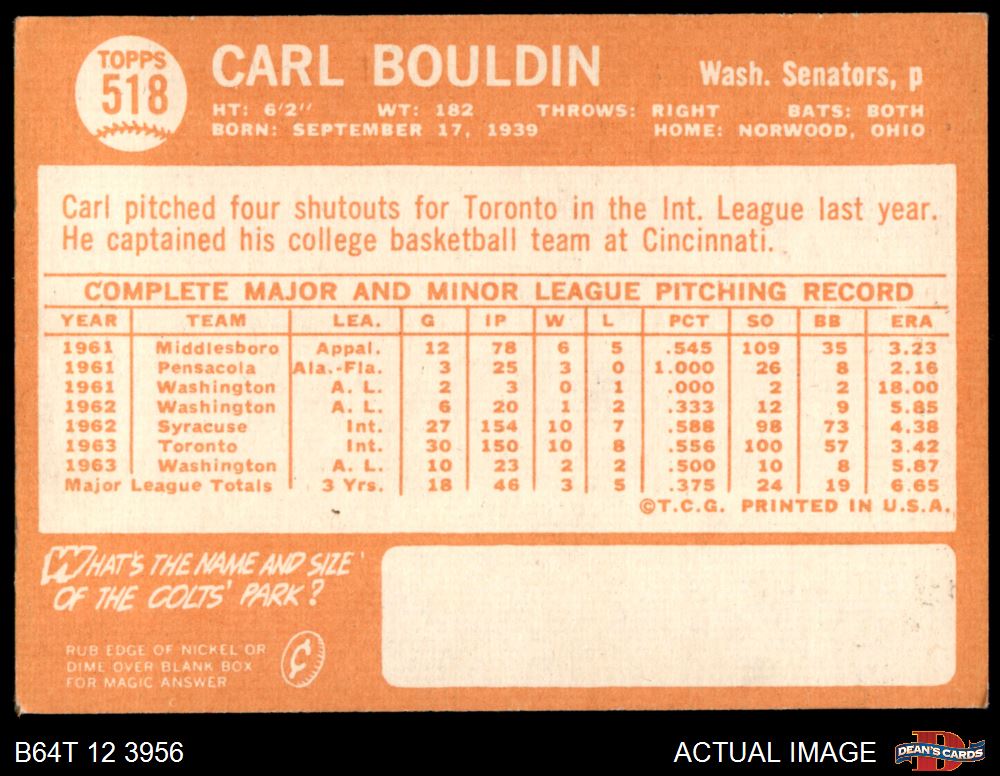 TOPPS
518
CARL BOULDIN
Wash. Senators, p
HT: 6'2" WT: 182 THROWS: RIGHT BATS: BOTH
BORN: SEPTEMBER 17, 1939 HOME: NORWOOD, OHIO
Carl pitched four shutouts for Toronto in the Int. League last year.
He captained his college basketball team at Cincinnati.
COMPLETE MAJOR AND MINOR LEAGUE PITCHING RECORD
YEAR TEAM LEA. G IP W L PCT SO BB ERA
1961 Middlesboro Appal. 12 78 6 5 .545 109 35 3.23
1961 Pensacola Ala.-Fla. 3 25 3 0 1.000 26 8 2.16
1961 Washington A. L. 2 3 0 1 .000 2 2 18.00
1962 Washington A. L. 6 20 1 2 .333 12 9 5.85
1962 Syracuse Int. 27 154 10 7 .588 98 73 4.38
1963 Toronto Int. 30 150 10 8 .556 100 57 3.42
1963 Washington A. L. 10 23 2 2 .500 10 8 5.87
Major League Totals 3 Yrs. 18 46 3 5 .375 24 19 6.65
©T.C.G. PRINTED IN U.S.A.
WHAT'S THE NAME AND SIZE
OF THE COLTS' PARK?
RUB EDGE OF NICKEL OR
DIME OVER BLANK BOX
FOR MAGIC ANSWER
¢
B64T 12 3956
ACTUAL IMAGE
DEAN'S CARDS